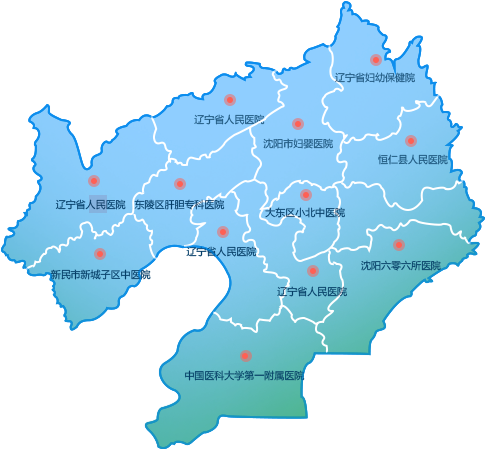 辽宁省妇幼保健院
辽宁省人民医院
沈阳市妇婴医院
恒仁县人民医院
辽宁省人民医院
东陵区肝胆专科医院
大东区小北中医院
辽宁省人民医院
沈阳六零六所医院
新民市新城子区中医院
辽宁省人民医院
中国医科大学第一附属医院